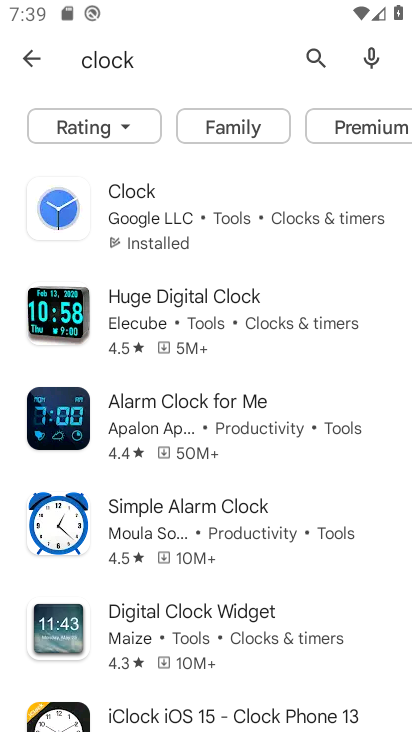 7:39
clock
Rating
Family
Premium
Clock
Google LLC • Tools • Clocks & timers
Installed
Feb 13, 2020
10:58
Thu
9:00
Huge Digital Clock
Elecube • Tools • Clocks & timers
4.5★ 5M+
7:00
Alarm Clock for Me
Apalon Ap... • Productivity • Tools
4.4★ 50M+
Simple Alarm Clock
Moula So... • Productivity • Tools
4.5★ 10M+
11:43
Digital Clock Widget
Maize • Tools • Clocks & timers
4.3★ 10M+
iClock iOS 15 - Clock Phone 13